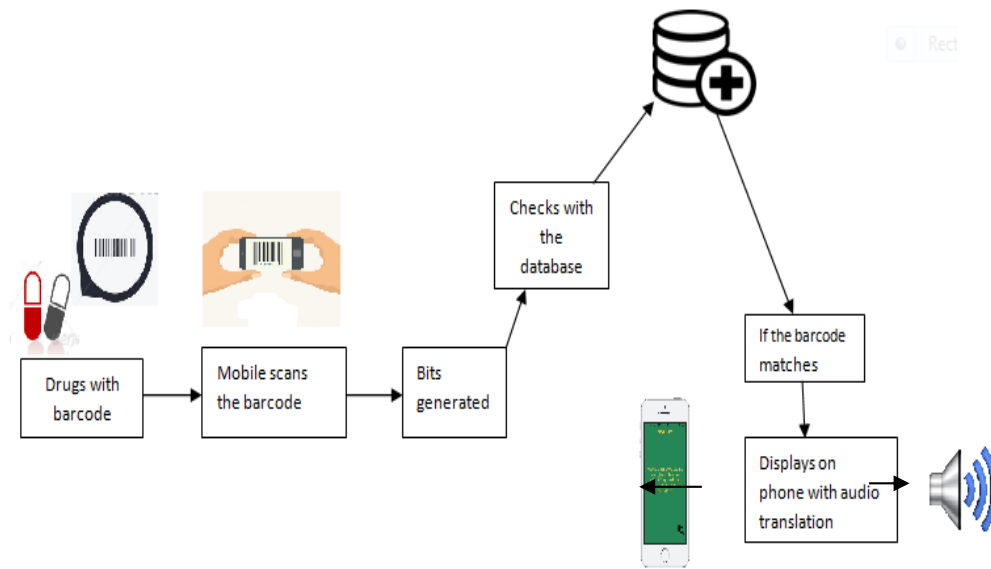 Rect
Checks with
the
database
If the barcode
matches
Drugs with
barcode
Mobile scans
the barcode
Bits
generated
Displays on
phone with audio
translation